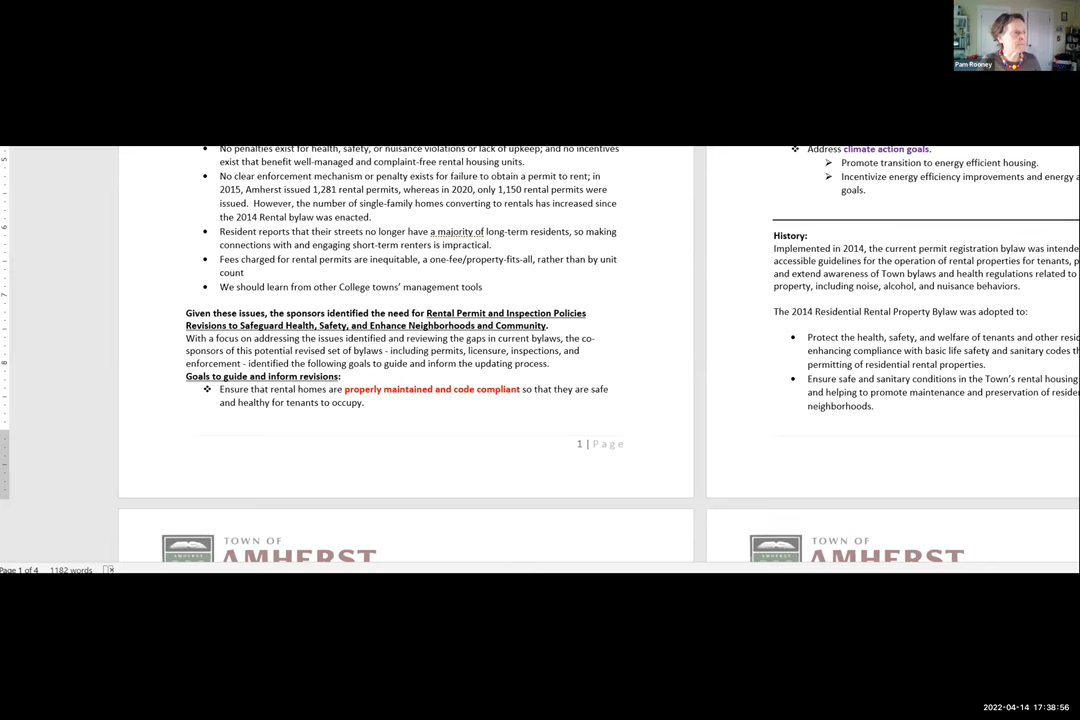 Pam Rooney
No penalties exist for health, safety, or nuisance violations or lack of upkeep; and no incentives
exist that benefit well-managed and complaint-free rental housing units.
• No clear enforcement mechanism or penalty exists for failure to obtain a permit to rent; in
2015, Amherst issued 1,281 rental permits, whereas in 2020, only 1,150 rental permits were
issued. However, the number of single-family homes converting to rentals has increased since
the 2014 Rental bylaw was enacted.
• Resident reports that their streets no longer have a majority of long-term residents, so making
connections with and engaging short-term renters is impractical.
• Fees charged for rental permits are inequitable, a one-fee/property-fits-all, rather than by unit
count
• We should learn from other College towns' management tools
Given these issues, the sponsors identified the need for Rental Permit and Inspection Policies
Revisions to Safeguard Health, Safety, and Enhance Neighborhoods and Community.
With a focus on addressing the issues identified and reviewing the gaps in current bylaws, the co-
sponsors of this potential revised set of bylaws - including permits, licensure, inspections, and
enforcement - identified the following goals to guide and inform the updating process.
Goals to guide and inform revisions:
❖ Ensure that rental homes are properly maintained and code compliant so that they are safe
and healthy for tenants to occupy.
1 | Page
❖ Address climate action goals.
➢ Promote transition to energy efficient housing.
➢ Incentivize energy efficiency improvements and energy a
goals.
History:
Implemented in 2014, the current permit registration bylaw was intende
accessible guidelines for the operation of rental properties for tenants, p
and extend awareness of Town bylaws and health regulations related to
property, including noise, alcohol, and nuisance behaviors.
The 2014 Residential Rental Property Bylaw was adopted to:
• Protect the health, safety, and welfare of tenants and other resid
enhancing compliance with basic life safety and sanitary codes th
permitting of residential rental properties.
• Ensure safe and sanitary conditions in the Town's rental housing
and helping to promote maintenance and preservation of reside
neighborhoods.
TOWN OF
AMHERST
TOWN OF
AMHERST
Page 1 of 4 1182 words
2022-04-14 17:38:56